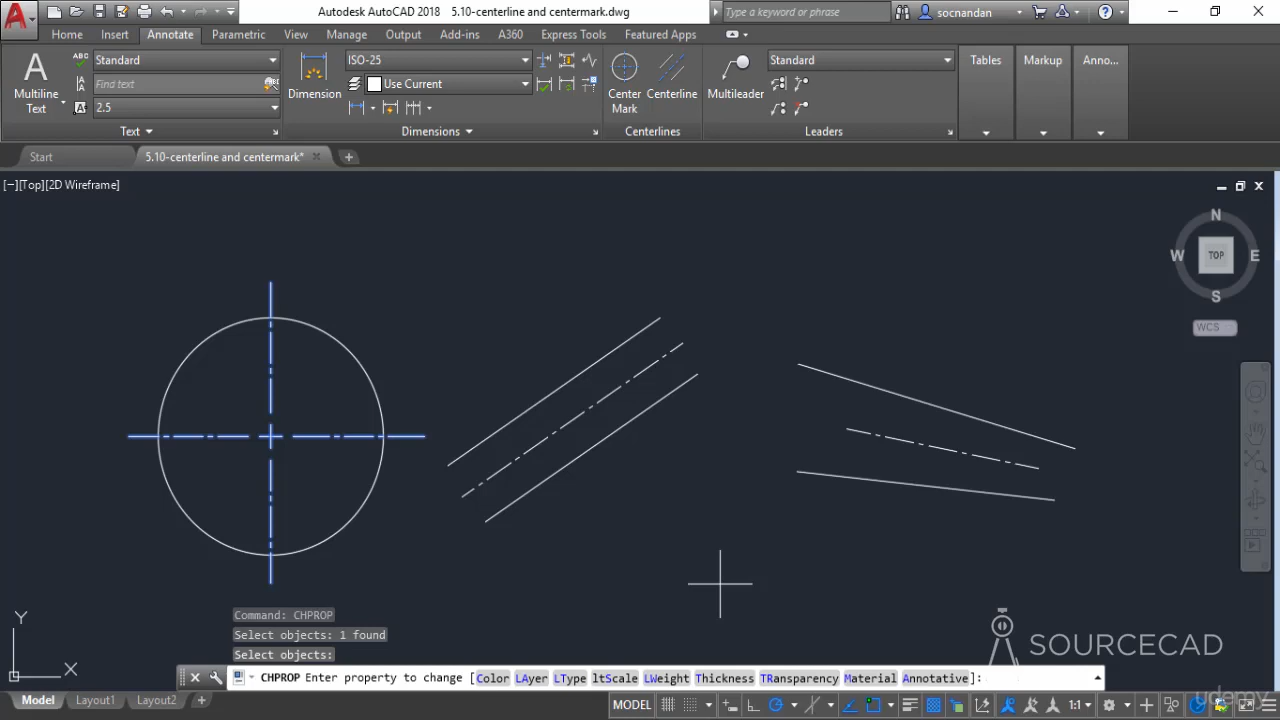 Autodesk AutoCAD 2018 5.10-centerline and centermark.dwg
Type a keyword or phrase
socnandan
Home Insert Annotate Parametric View Manage Output Add-ins A360 Express Tools Featured Apps
Multiline
Text
Standard
Find text
2.5
Text
Dimension
ISO-25
Use Current
Dimensions
Center
Mark
Centerline
Centerlines
Multileader
Standard
Leaders
Tables
Markup
Anno...
Start
5.10-centerline and centermark*
[−][Top][2D Wireframe]
N
W TOP E
S
WCS
Y
X
Command: CHPROP
Select objects: 1 found
Select objects:
CHPROP Enter property to change [Color LAyer LType ltScale LWeight Thickness TRansparency Material Annotative]:
SOURCECAD
Model Layout1 Layout2
MODEL
1:1
udemy